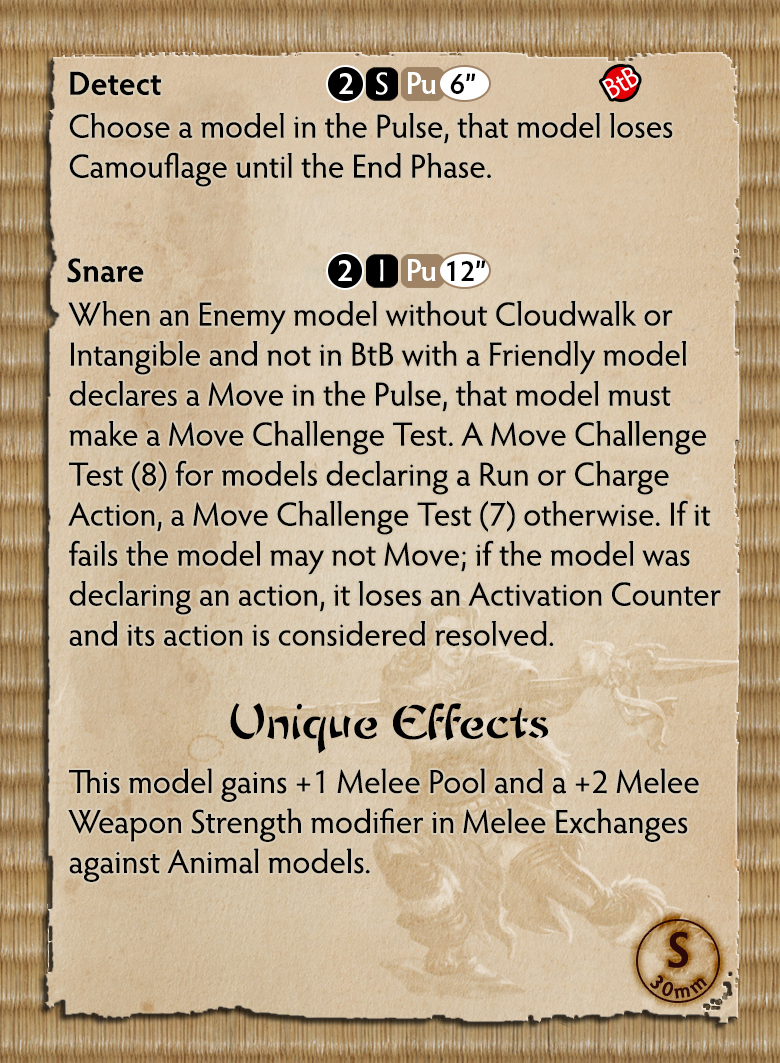 Detect 2 S Pu 6" BtB
Choose a model in the Pulse, that model loses
Camouflage until the End Phase.
Snare 2 I Pu 12"
When an Enemy model without Cloudwalk or
Intangible and not in BtB with a Friendly model
declares a Move in the Pulse, that model must
make a Move Challenge Test. A Move Challenge
Test (8) for models declaring a Run or Charge
Action, a Move Challenge Test (7) otherwise. If it
fails the model may not Move; if the model was
declaring an action, it loses an Activation Counter
and its action is considered resolved.
Unique Effects
This model gains +1 Melee Pool and a +2 Melee
Weapon Strength modifier in Melee Exchanges
against Animal models.
S
30mm